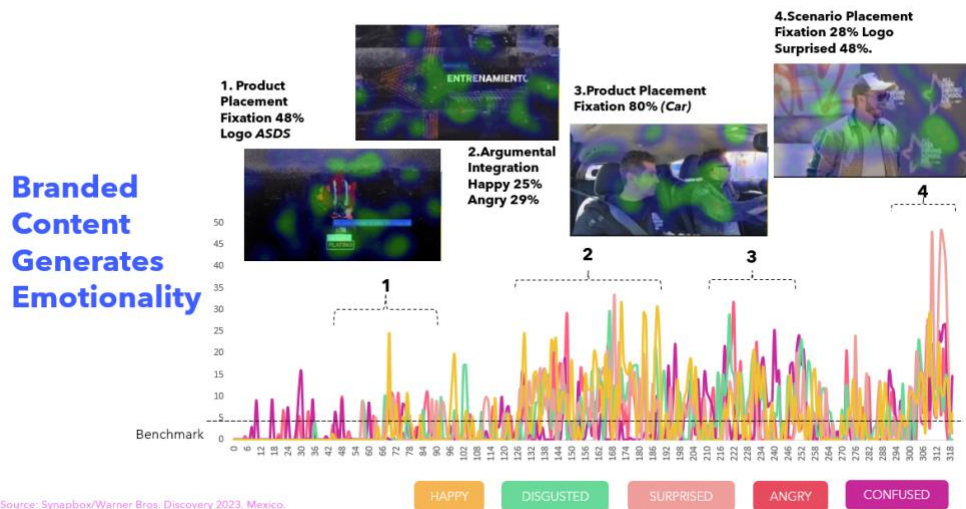 Branded
Content
Generates
Emotionality
1. Product
Placement
Fixation 48%
Logo ASDS
PLATINO
ENTRENAMIENTO
2.Argumental
Integration
Happy 25%
Angry 29%
3.Product Placement
Fixation 80% (Car)
4.Scenario Placement
Fixation 28% Logo
Surprised 48%.
1
2
3
4
50
45
40
35
30
25
20
15
10
5
0
Benchmark
0 6 12 18 24 30 36 42 48 54 60 66 72 78 84 90 96 102 108 114 120 126 132 138 144 150 156 162 168 174 180 186 192 198 204 210 216 222 228 234 240 246 252 258 264 270 276 282 288 294 300 306 312 318
HAPPY
DISGUSTED
SURPRISED
ANGRY
CONFUSED
Source: Synapbox/Warner Bros. Discovery 2023. Mexico.